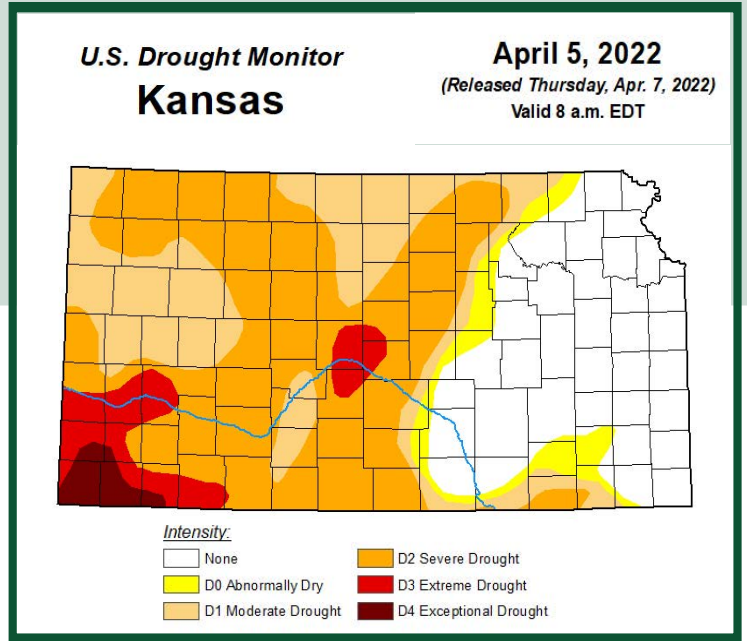 U.S. Drought Monitor
Kansas
April 5, 2022
(Released Thursday, Apr. 7, 2022)
Valid 8 a.m. EDT
Intensity:
None
D0 Abnormally Dry
D1 Moderate Drought
D2 Severe Drought
D3 Extreme Drought
D4 Exceptional Drought